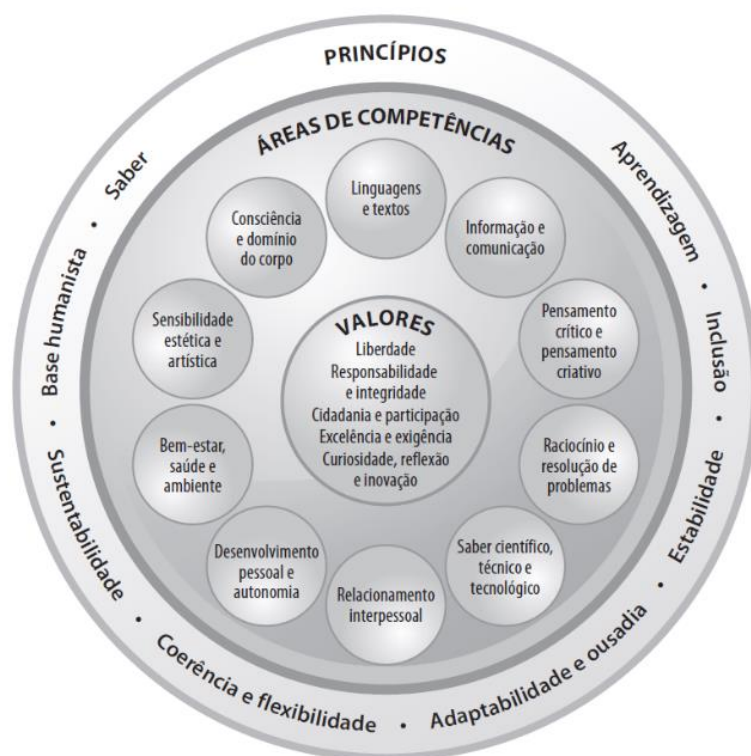 PRINCÍPIOS
Saber
Aprendizagem
•
Base humanista
•
Inclusão
•
Sustentabilidade
•
Estabilidade
•
Coerência e flexibilidade
•
Adaptabilidade e ousadia
•
ÁREAS DE COMPETÊNCIAS
Linguagens
e textos
Informação e
comunicação
Pensamento
crítico e
pensamento
criativo
Raciocínio e
resolução de
problemas
Saber científico,
técnico e
tecnológico
Relacionamento
interpessoal
Desenvolvimento
pessoal e
autonomia
Bem-estar,
saúde e
ambiente
Sensibilidade
estética e
artística
Consciência
e domínio
do corpo
VALORES
Liberdade
Responsabilidade
e integridade
Cidadania e participação
Excelência e exigência
Curiosidade, reflexão
e inovação